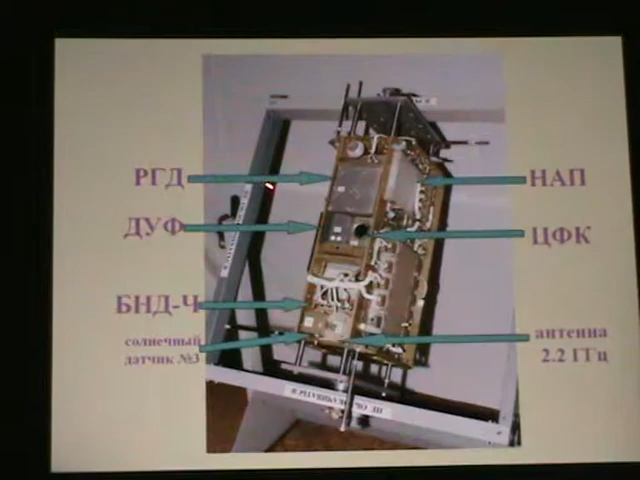 РГД
НАП
ДУФ
ЦФК
БНД-Ч
солнечный
датчик №3
антенна
2.2 ГГц